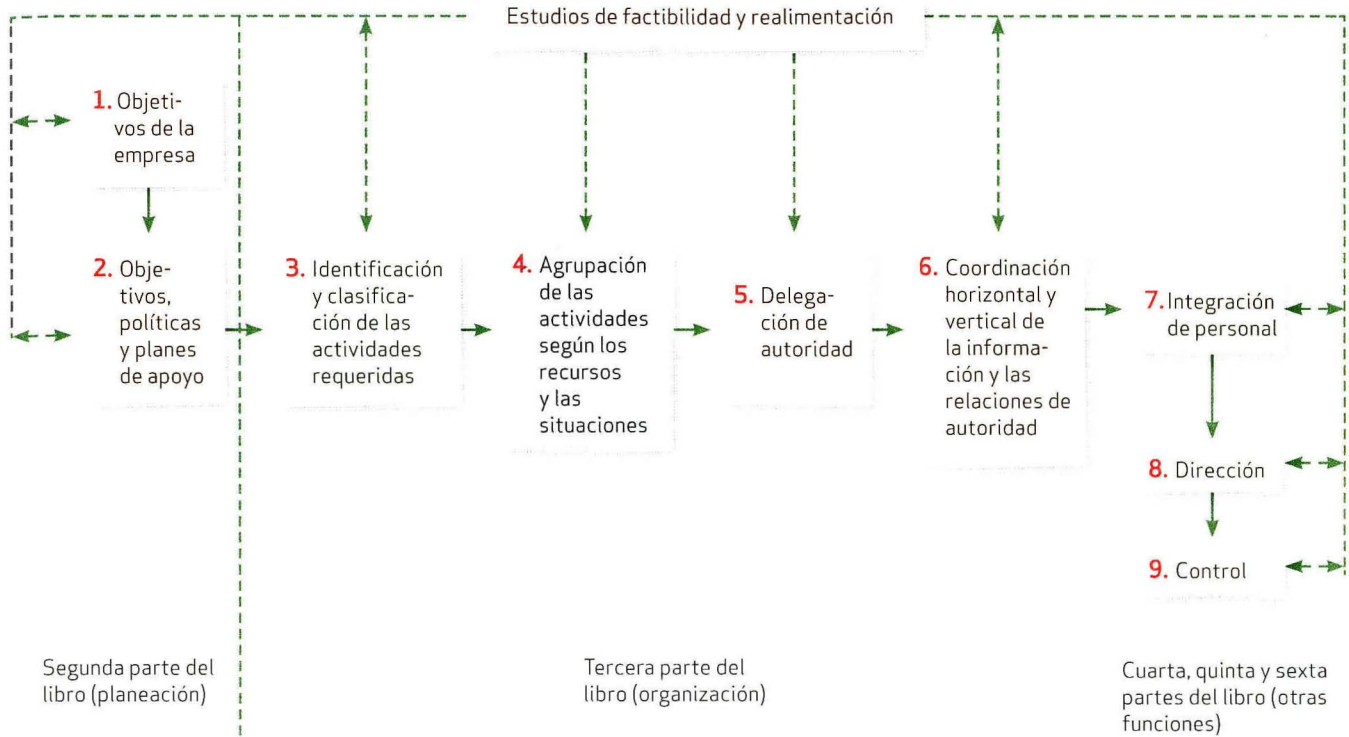 Estudios de factibilidad y realimentación
1. Objeti-
vos de la
empresa
2. Obje-
tivos,
políticas
y planes
de apoyo
3. Identificación
y clasifica-
ción de las
actividades
requeridas
4. Agrupación
de las
actividades
según los
recursos
y las
situaciones
5. Delega-
ción de
autoridad
6. Coordinación
horizontal y
vertical de
la informa-
ción y las
relaciones de
autoridad
7. Integración
de personal
8. Dirección
9. Control
Segunda parte del
libro (planeación)
Tercera parte del
libro (organización)
Cuarta, quinta y sexta
partes del libro (otras
funciones)